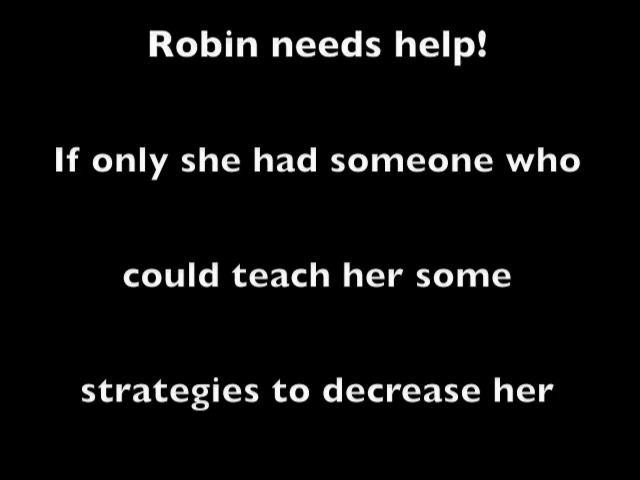 Robin needs help!
If only she had someone who
could teach her some
strategies to decrease her